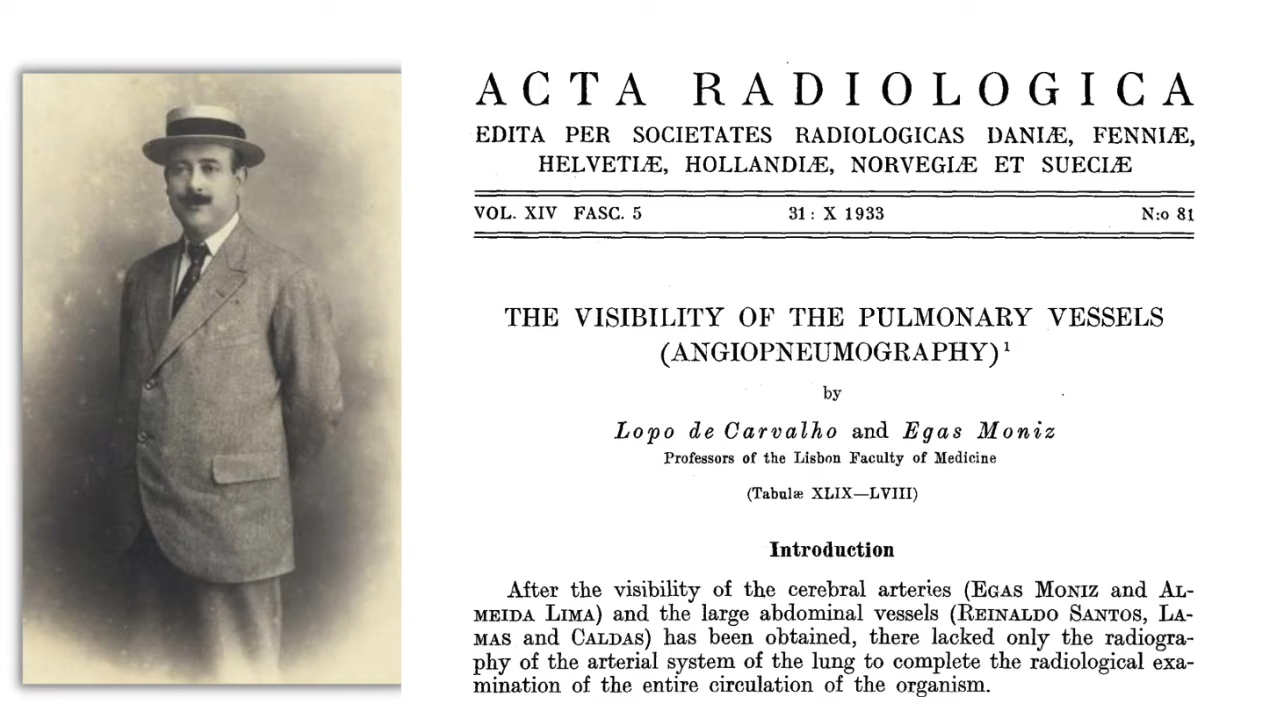 ACTA RADIOLOGICA
EDITA PER SOCIETATES RADIOLOGICAS DANIÆ, FENNIÆ,
HELVETIÆ, HOLLANDIÆ, NORVEGIÆ ET SUECIÆ
VOL. XIV FASC. 5 31: X 1933 N:o 81
THE VISIBILITY OF THE PULMONARY VESSELS
(ANGIOPNEUMOGRAPHY)¹
by
Lopo de Carvalho and Egas Moniz
Professors of the Lisbon Faculty of Medicine
(Tabulæ XLIX—LVIII)
Introduction
After the visibility of the cerebral arteries (EGAS MONIZ and AL-
MEIDA LIMA) and the large abdominal vessels (REINALDO SANTOS, LA-
MAS and CALDAS) has been obtained, there lacked only the radiogra-
phy of the arterial system of the lung to complete the radiological exa-
mination of the entire circulation of the organism.